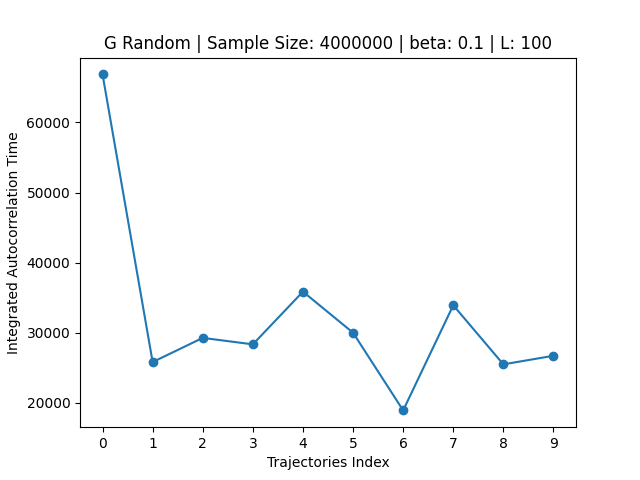 G Random | Sample Size: 4000000 | beta: 0.1 | L: 100
Integrated Autocorrelation Time
60000
50000
40000
30000
20000
0 1 2 3 4 5 6 7 8 9
Trajectories Index